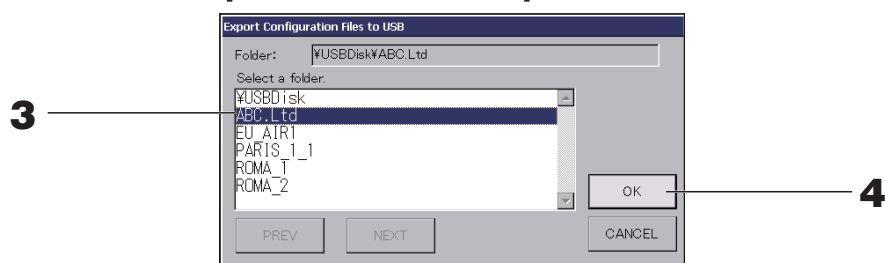 Export Configuration Files to USB
Folder: ¥USBDisk¥ABC.Ltd
Select a folder.
¥USBDisk
3
ABC.Ltd
EU_AIR1
PARIS_1_1
ROMA_1
ROMA_2
OK
4
PREV
NEXT
CANCEL